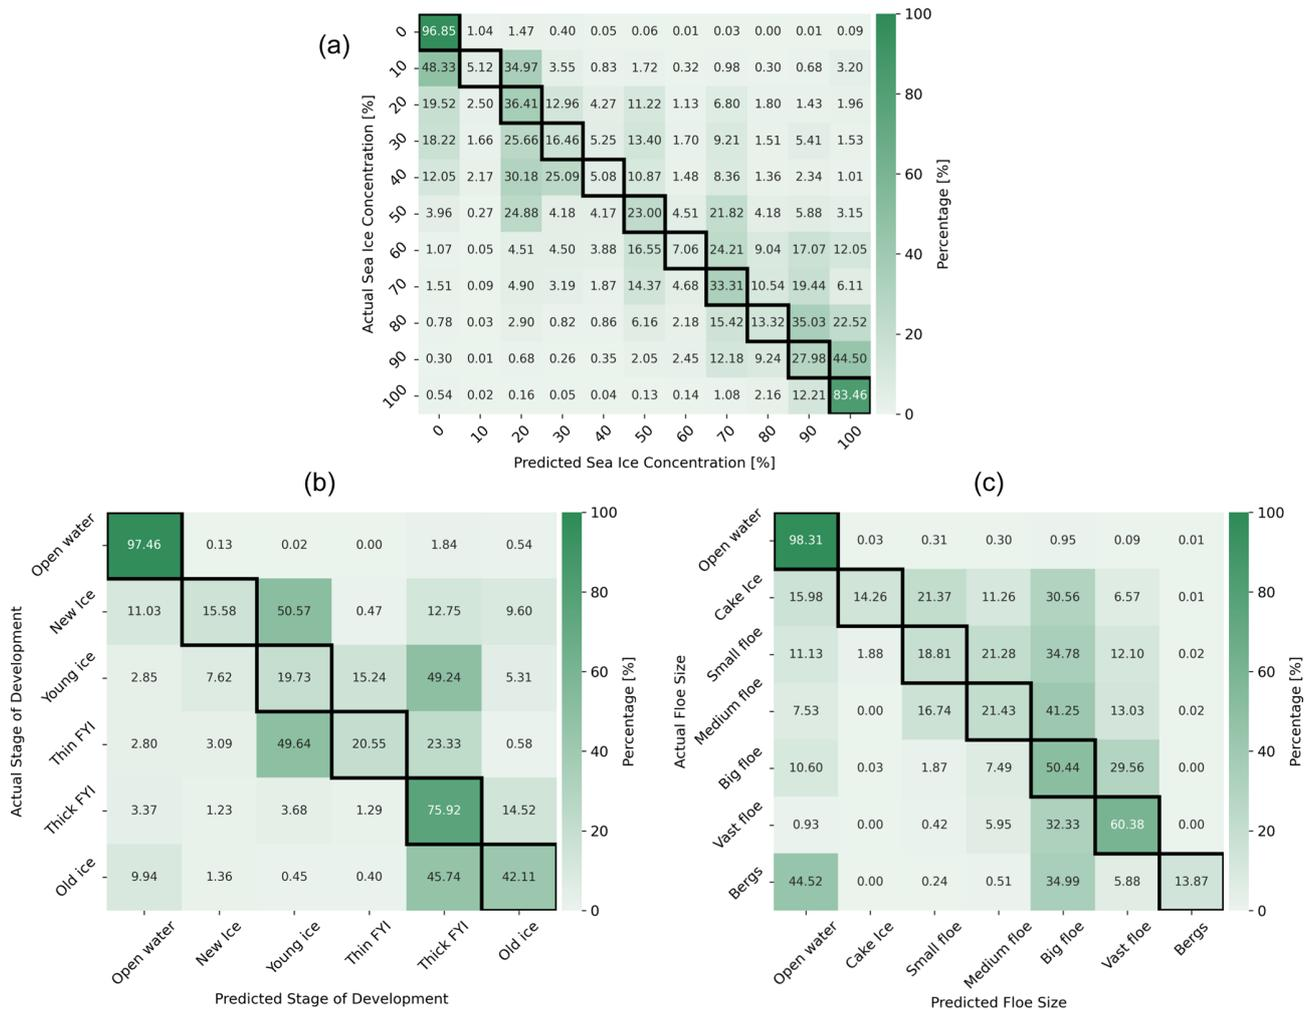 (a)
Actual Sea Ice Concentration [%]
0 96.85 1.04 1.47 0.40 0.05 0.06 0.01 0.03 0.00 0.01 0.09
10 48.33 5.12 34.97 3.55 0.83 1.72 0.32 0.98 0.30 0.68 3.20
20 19.52 2.50 36.41 12.96 4.27 11.22 1.13 6.80 1.80 1.43 1.96
30 18.22 1.66 25.66 16.46 5.25 13.40 1.70 9.21 1.51 5.41 1.53
40 12.05 2.17 30.18 25.09 5.08 10.87 1.48 8.36 1.36 2.34 1.01
50 3.96 0.27 24.88 4.18 4.17 23.00 4.51 21.82 4.18 5.88 3.15
60 1.07 0.05 4.51 4.50 3.88 16.55 7.06 24.21 9.04 17.07 12.05
70 1.51 0.09 4.90 3.19 1.87 14.37 4.68 33.31 10.54 19.44 6.11
80 0.78 0.03 2.90 0.82 0.86 6.16 2.18 15.42 13.32 35.03 22.52
90 0.30 0.01 0.68 0.26 0.35 2.05 2.45 12.18 9.24 27.98 44.50
100 0.54 0.02 0.16 0.05 0.04 0.13 0.14 1.08 2.16 12.21 83.46
0 10 20 30 40 50 60 70 80 90 100
Predicted Sea Ice Concentration [%]
100
80
60
40
20
0
Percentage [%]
(b)
Actual Stage of Development
Open water 97.46 0.13 0.02 0.00 1.84 0.54
New Ice 11.03 15.58 50.57 0.47 12.75 9.60
Young ice 2.85 7.62 19.73 15.24 49.24 5.31
Thin FYI 2.80 3.09 49.64 20.55 23.33 0.58
Thick FYI 3.37 1.23 3.68 1.29 75.92 14.52
Old ice 9.94 1.36 0.45 0.40 45.74 42.11
Open water New Ice Young ice Thin FYI Thick FYI Old ice
Predicted Stage of Development
100
80
60
40
20
0
Percentage [%]
(c)
Actual Floe Size
Open water 98.31 0.03 0.31 0.30 0.95 0.09 0.01
Cake Ice 15.98 14.26 21.37 11.26 30.56 6.57 0.01
Small floe 11.13 1.88 18.81 21.28 34.78 12.10 0.02
Medium floe 7.53 0.00 16.74 21.43 41.25 13.03 0.02
Big floe 10.60 0.03 1.87 7.49 50.44 29.56 0.00
Vast floe 0.93 0.00 0.42 5.95 32.33 60.38 0.00
Bergs 44.52 0.00 0.24 0.51 34.99 5.88 13.87
Open water Cake Ice Small floe Medium floe Big floe Vast floe Bergs
Predicted Floe Size
100
80
60
40
20
0
Percentage [%]